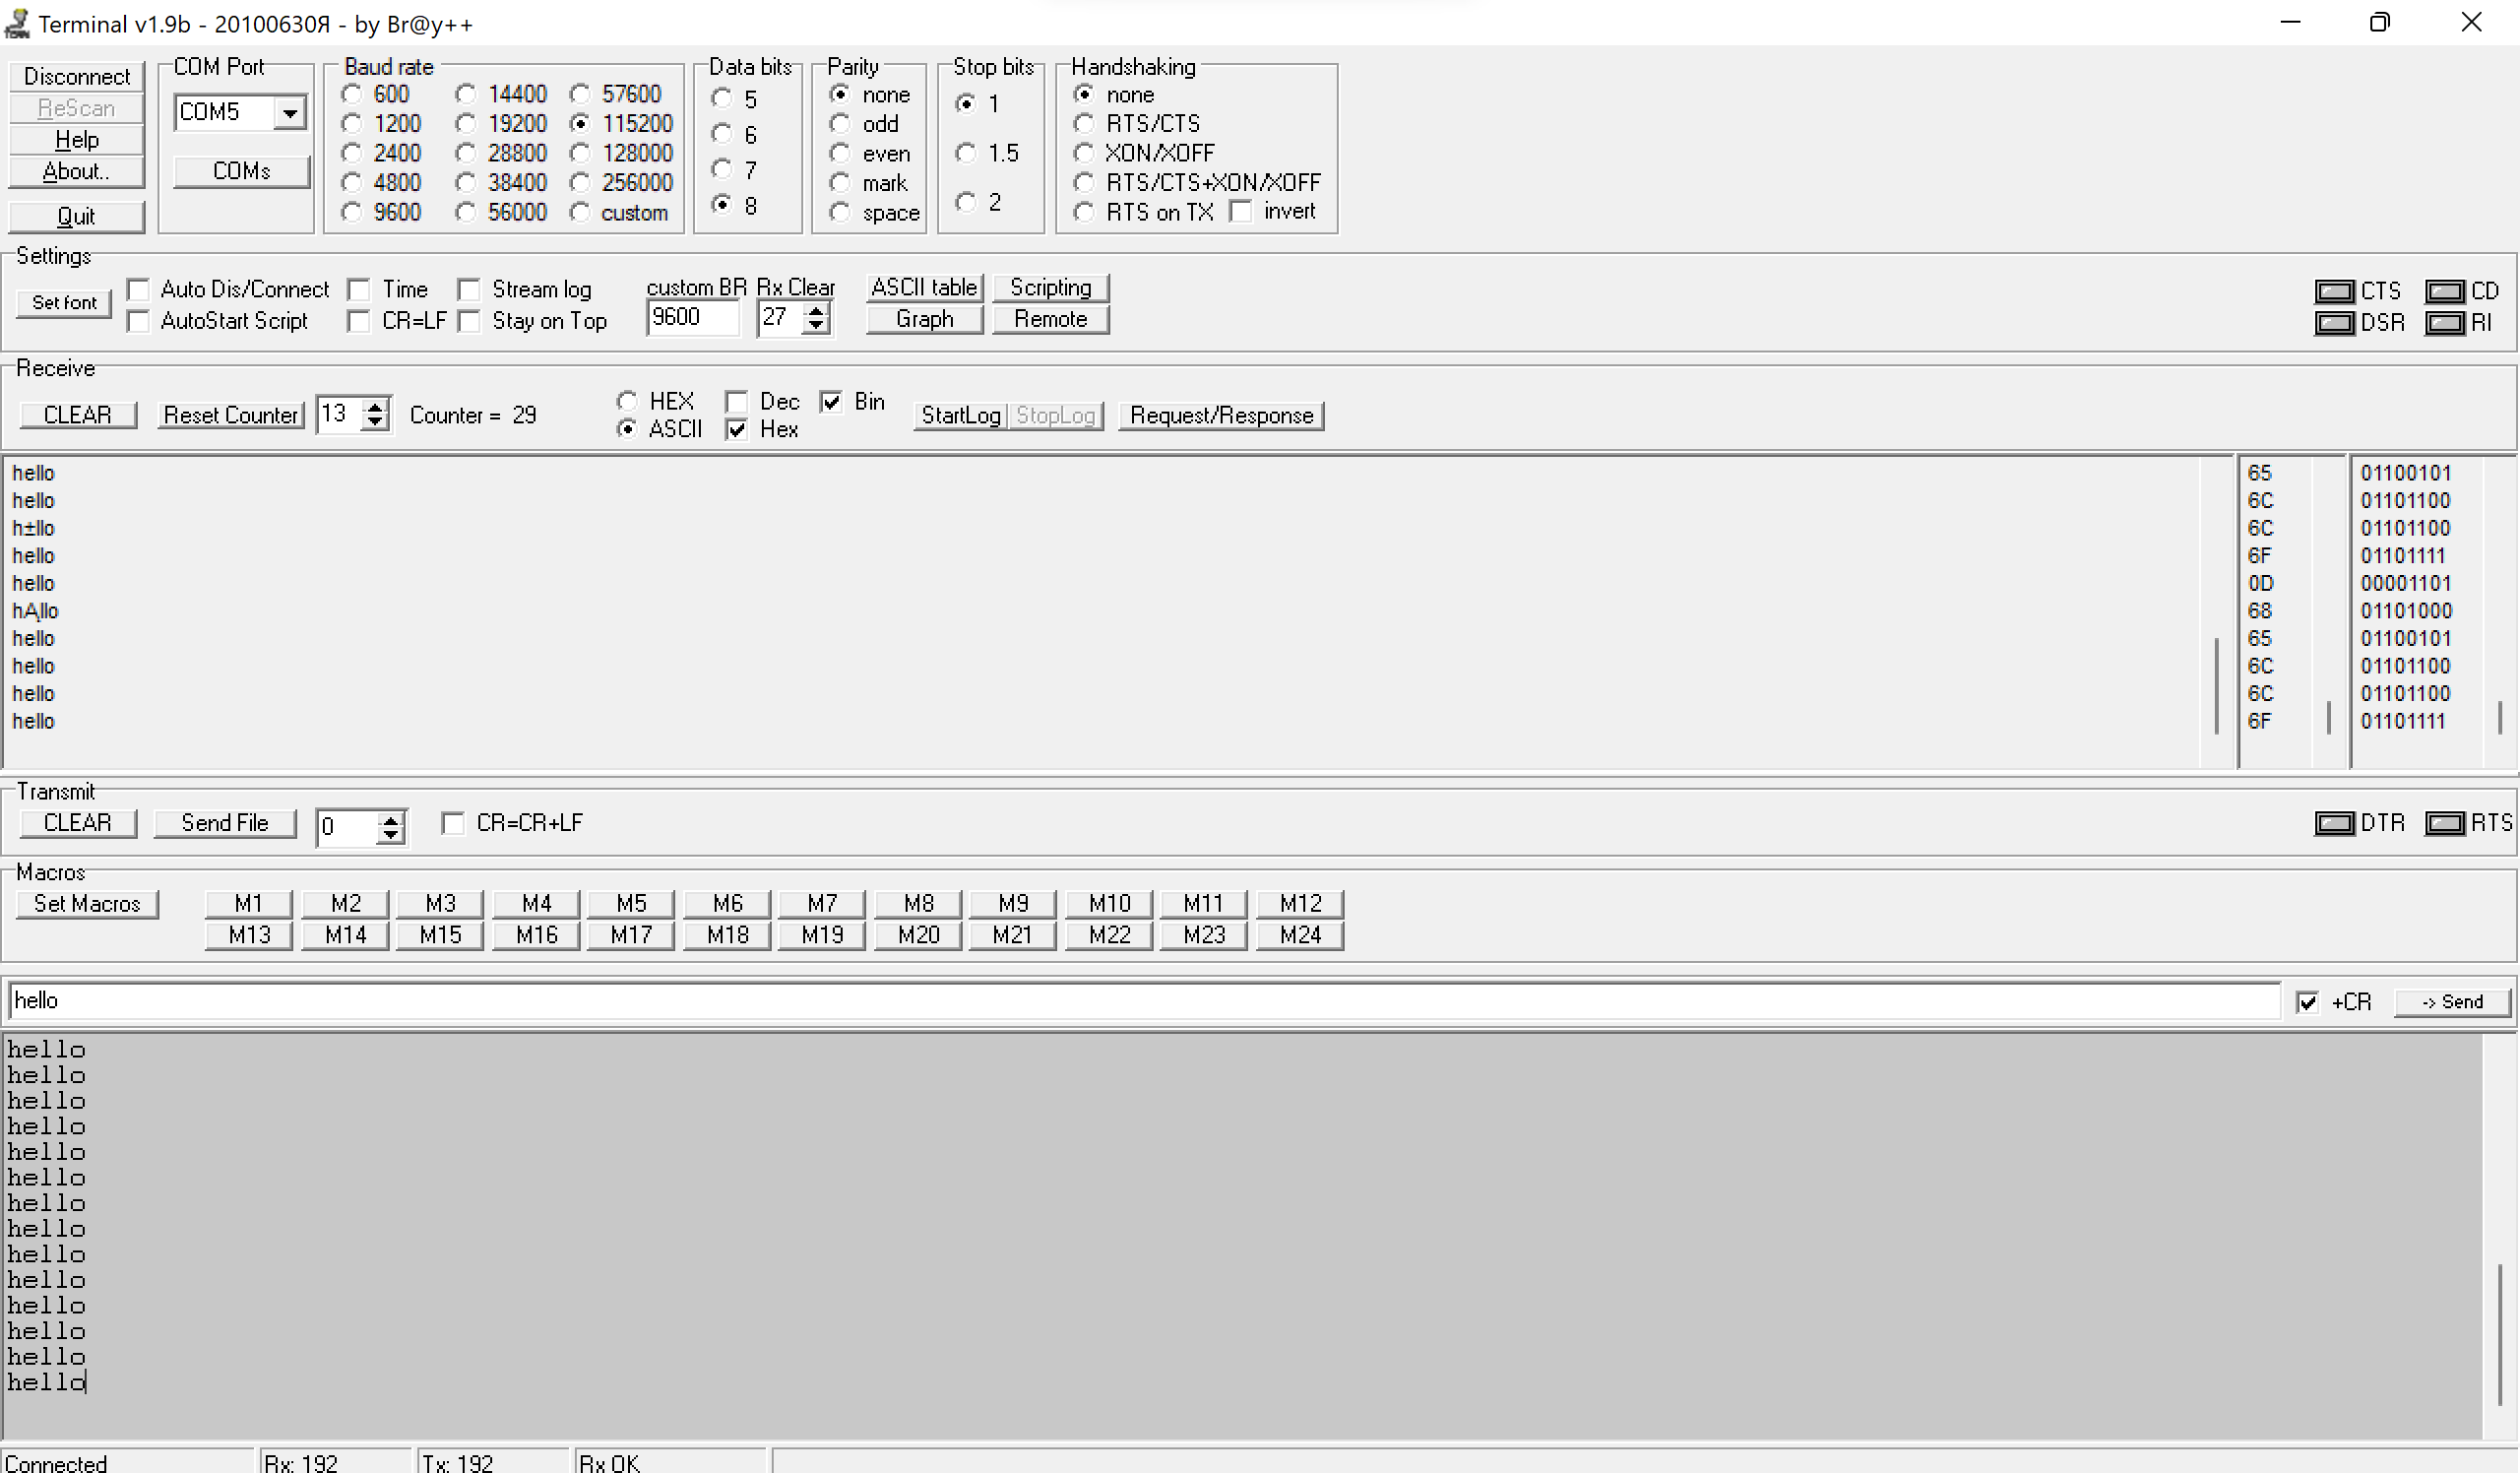 Terminal v1.9b - 20100630Я - by Br@y++
Disconnect
ReScan
Help
About..
Quit
COM Port
COM5
COMs
Baud rate
600 14400 57600
1200 19200 115200
2400 28800 128000
4800 38400 256000
9600 56000 custom
Data bits
5
6
7
8
Parity
none
odd
even
mark
space
Stop bits
1
1.5
2
Handshaking
none
RTS/CTS
XON/XOFF
RTS/CTS+XON/XOFF
RTS on TX invert
Settings
Set font
Auto Dis/Connect Time Stream log
AutoStart Script CR=LF Stay on Top
custom BR Rx Clear
9600 27
ASCII table Scripting
Graph Remote
CTS CD
DSR RI
Receive
CLEAR Reset Counter 13 Counter = 29
HEX Dec Bin
ASCII Hex
StartLog StopLog Request/Response
hello 65 01100101
hello 6C 01101100
h±llo 6C 01101100
hello 6F 01101111
hello 0D 00001101
hĄllo 68 01101000
hello 65 01100101
hello 6C 01101100
hello 6C 01101100
hello 6F 01101111
Transmit
CLEAR Send File 0 CR=CR+LF DTR RTS
Macros
Set Macros
M1 M2 M3 M4 M5 M6 M7 M8 M9 M10 M11 M12
M13 M14 M15 M16 M17 M18 M19 M20 M21 M22 M23 M24
hello +CR -> Send
hello
hello
hello
hello
hello
hello
hello
hello
hello
hello
hello
hello
hello
hello
Connected Rx: 192 Tx: 192 Rx OK